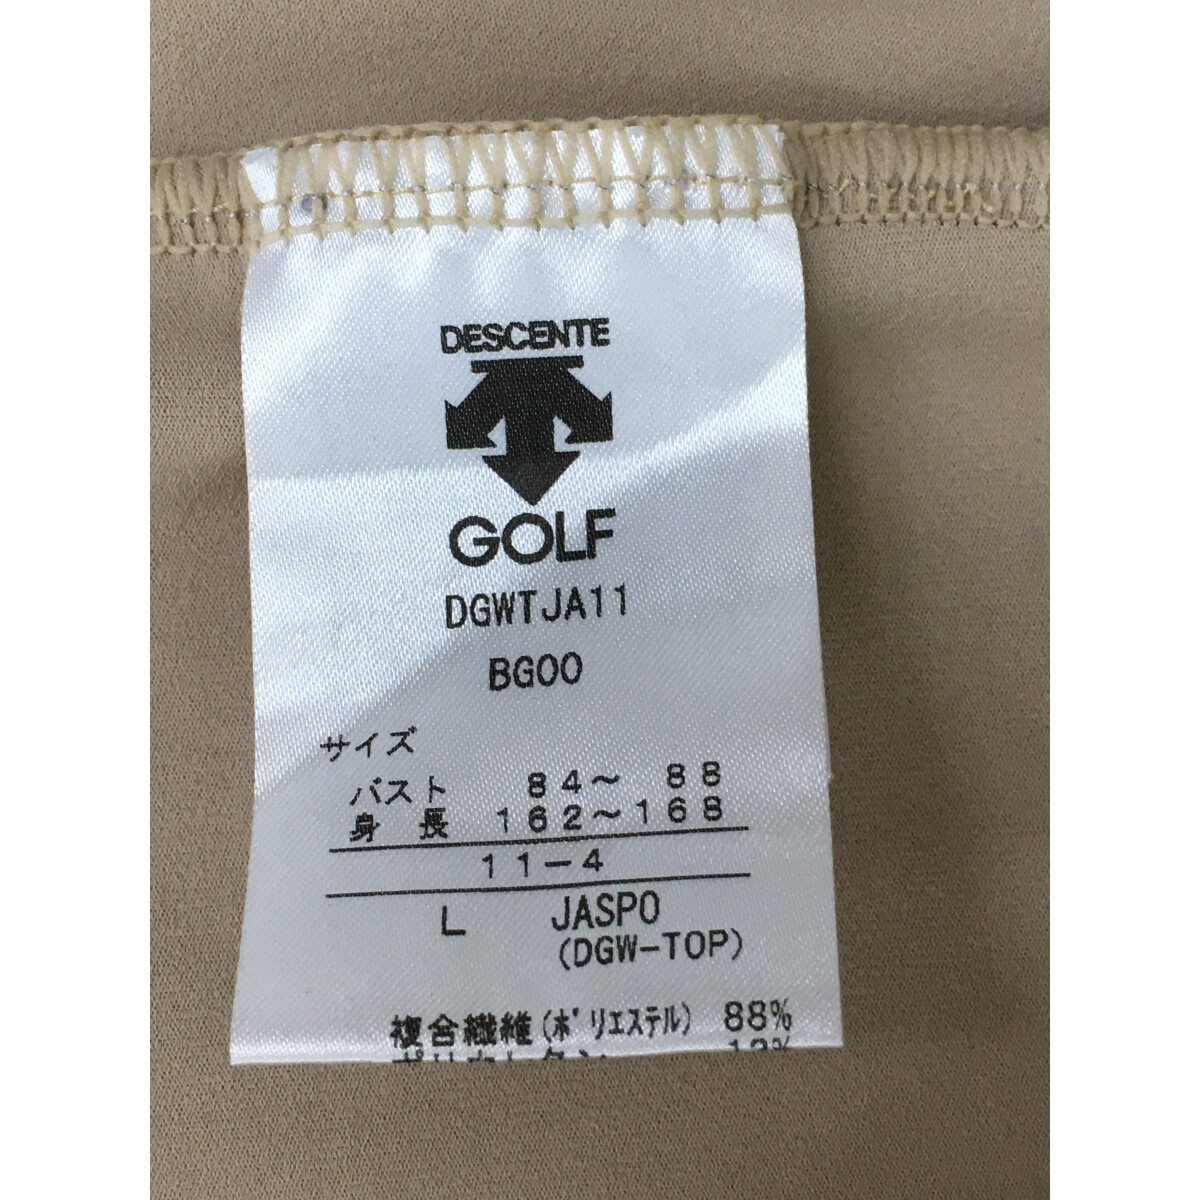 DESCENTE
GOLF
DGWTJA11
BG00
サイズ
バスト 84～ 88
身 長 162～168
11-4
L JASPO
(DGW-TOP)
複合繊維(ポリエステル) 88%